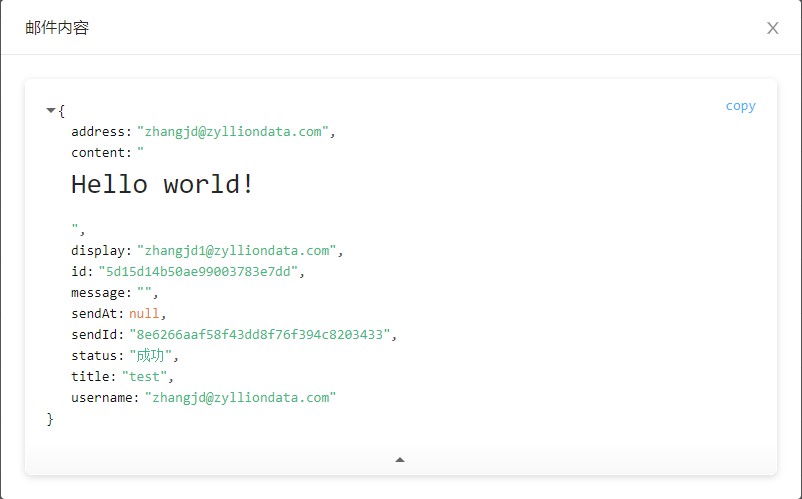 邮件内容
X
copy
{
address: "zhangjd@zylliondata.com",
content: "
Hello world!
",
display: "zhangjd1@zylliondata.com",
id: "5d15d14b50ae99003783e7dd",
message: "",
sendAt: null,
sendId: "8e6266aaf58f43dd8f76f394c8203433",
status: "成功",
title: "test",
username: "zhangjd@zylliondata.com"
}